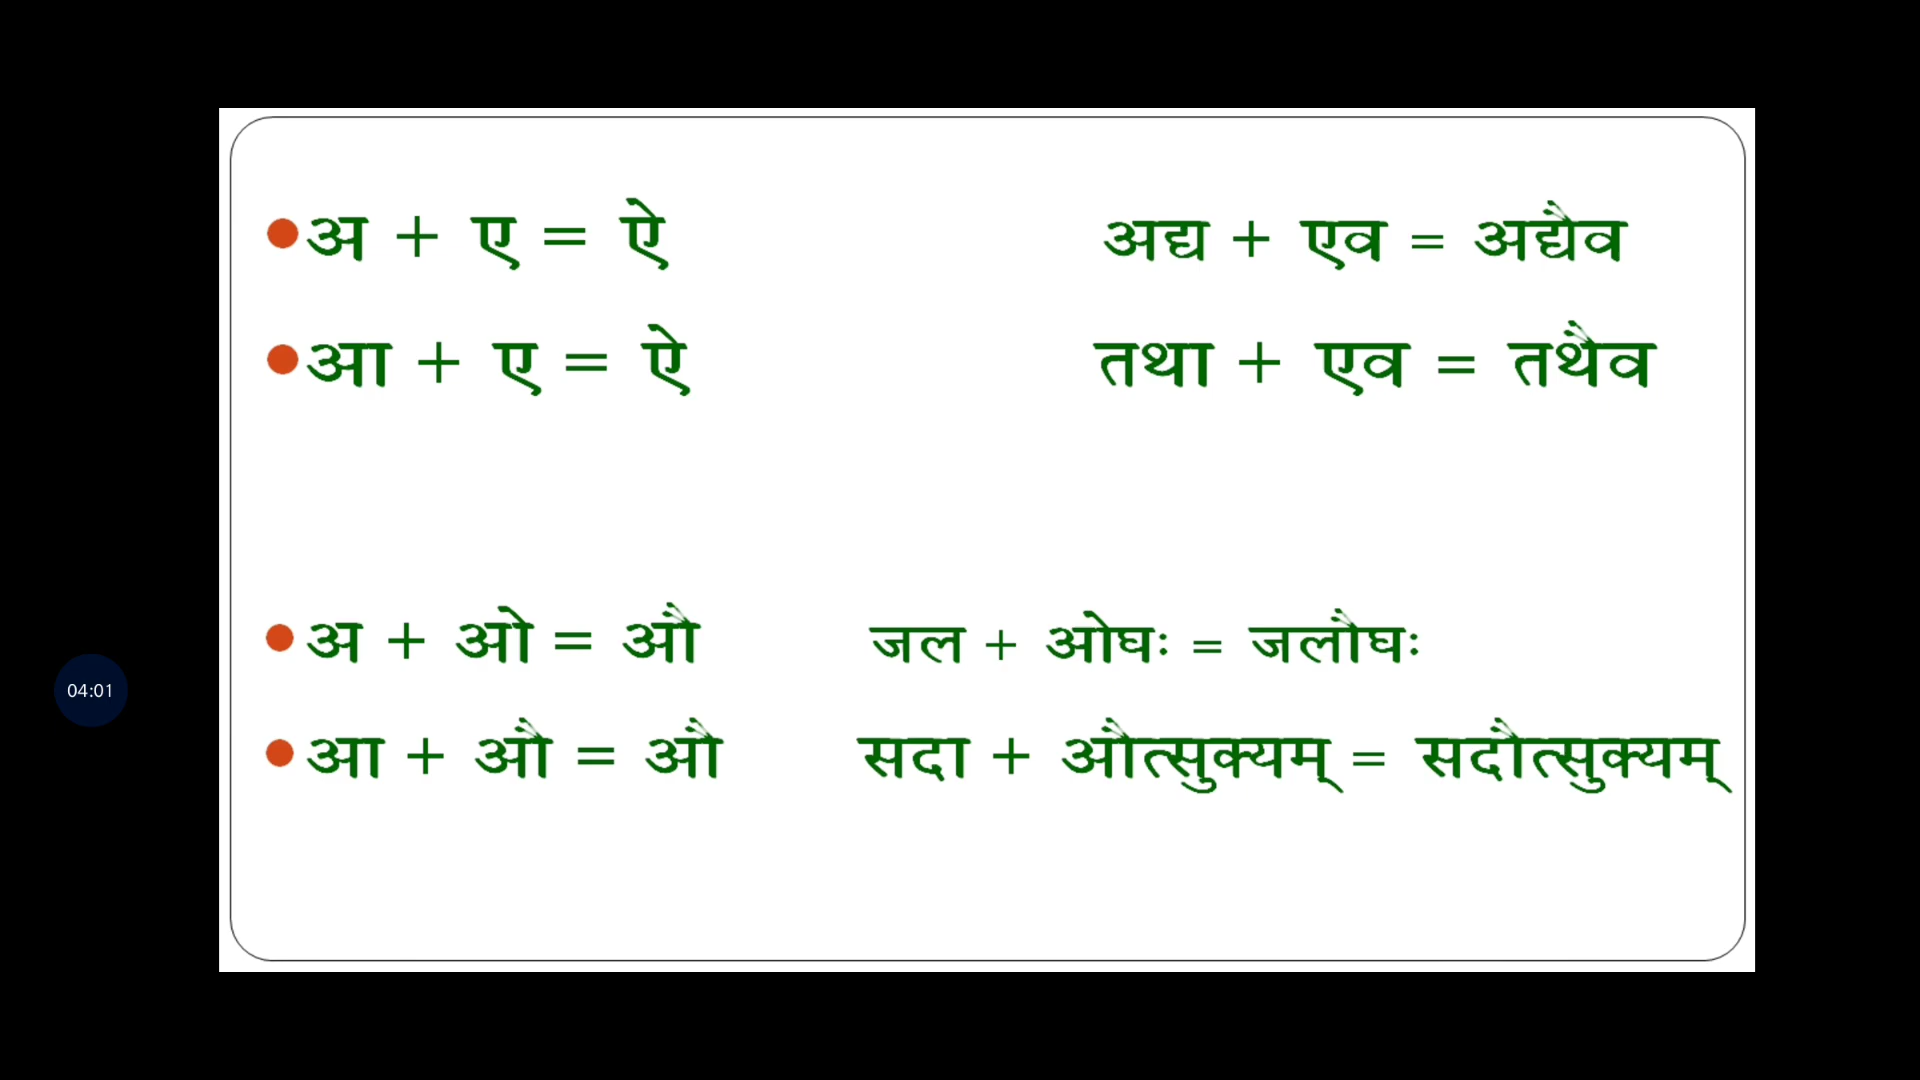 अ + ए = ऐ अद्य + एव = अद्यैव
आ + ए = ऐ तथा + एव = तथैव
अ + ओ = औ जल + ओघः = जलौघः
आ + औ = औ सदा + औत्सुक्यम् = सदौत्सुक्यम्
04:01